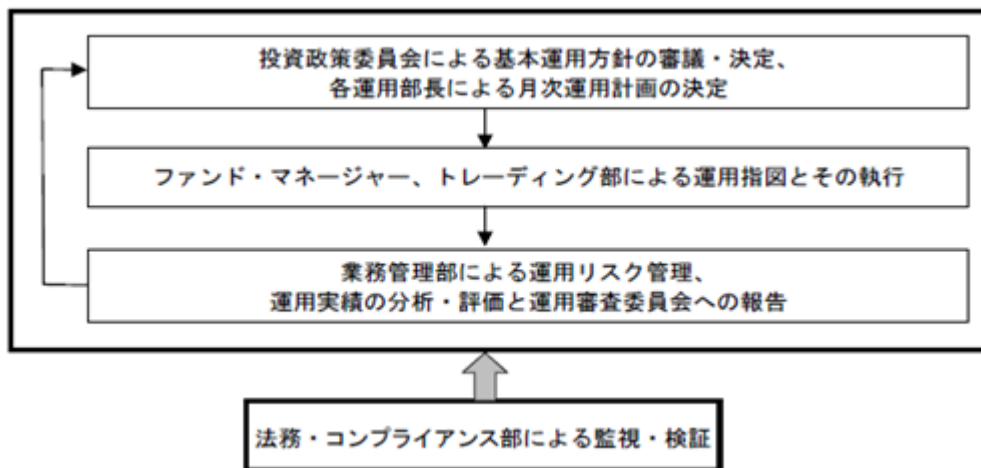 投資政策委員会による基本運用方針の審議・決定、
各運用部長による月次運用計画の決定
ファンド・マネージャー、トレーディング部による運用指図とその執行
業務管理部による運用リスク管理、
運用実績の分析・評価と運用審査委員会への報告
法務・コンプライアンス部による監視・検証